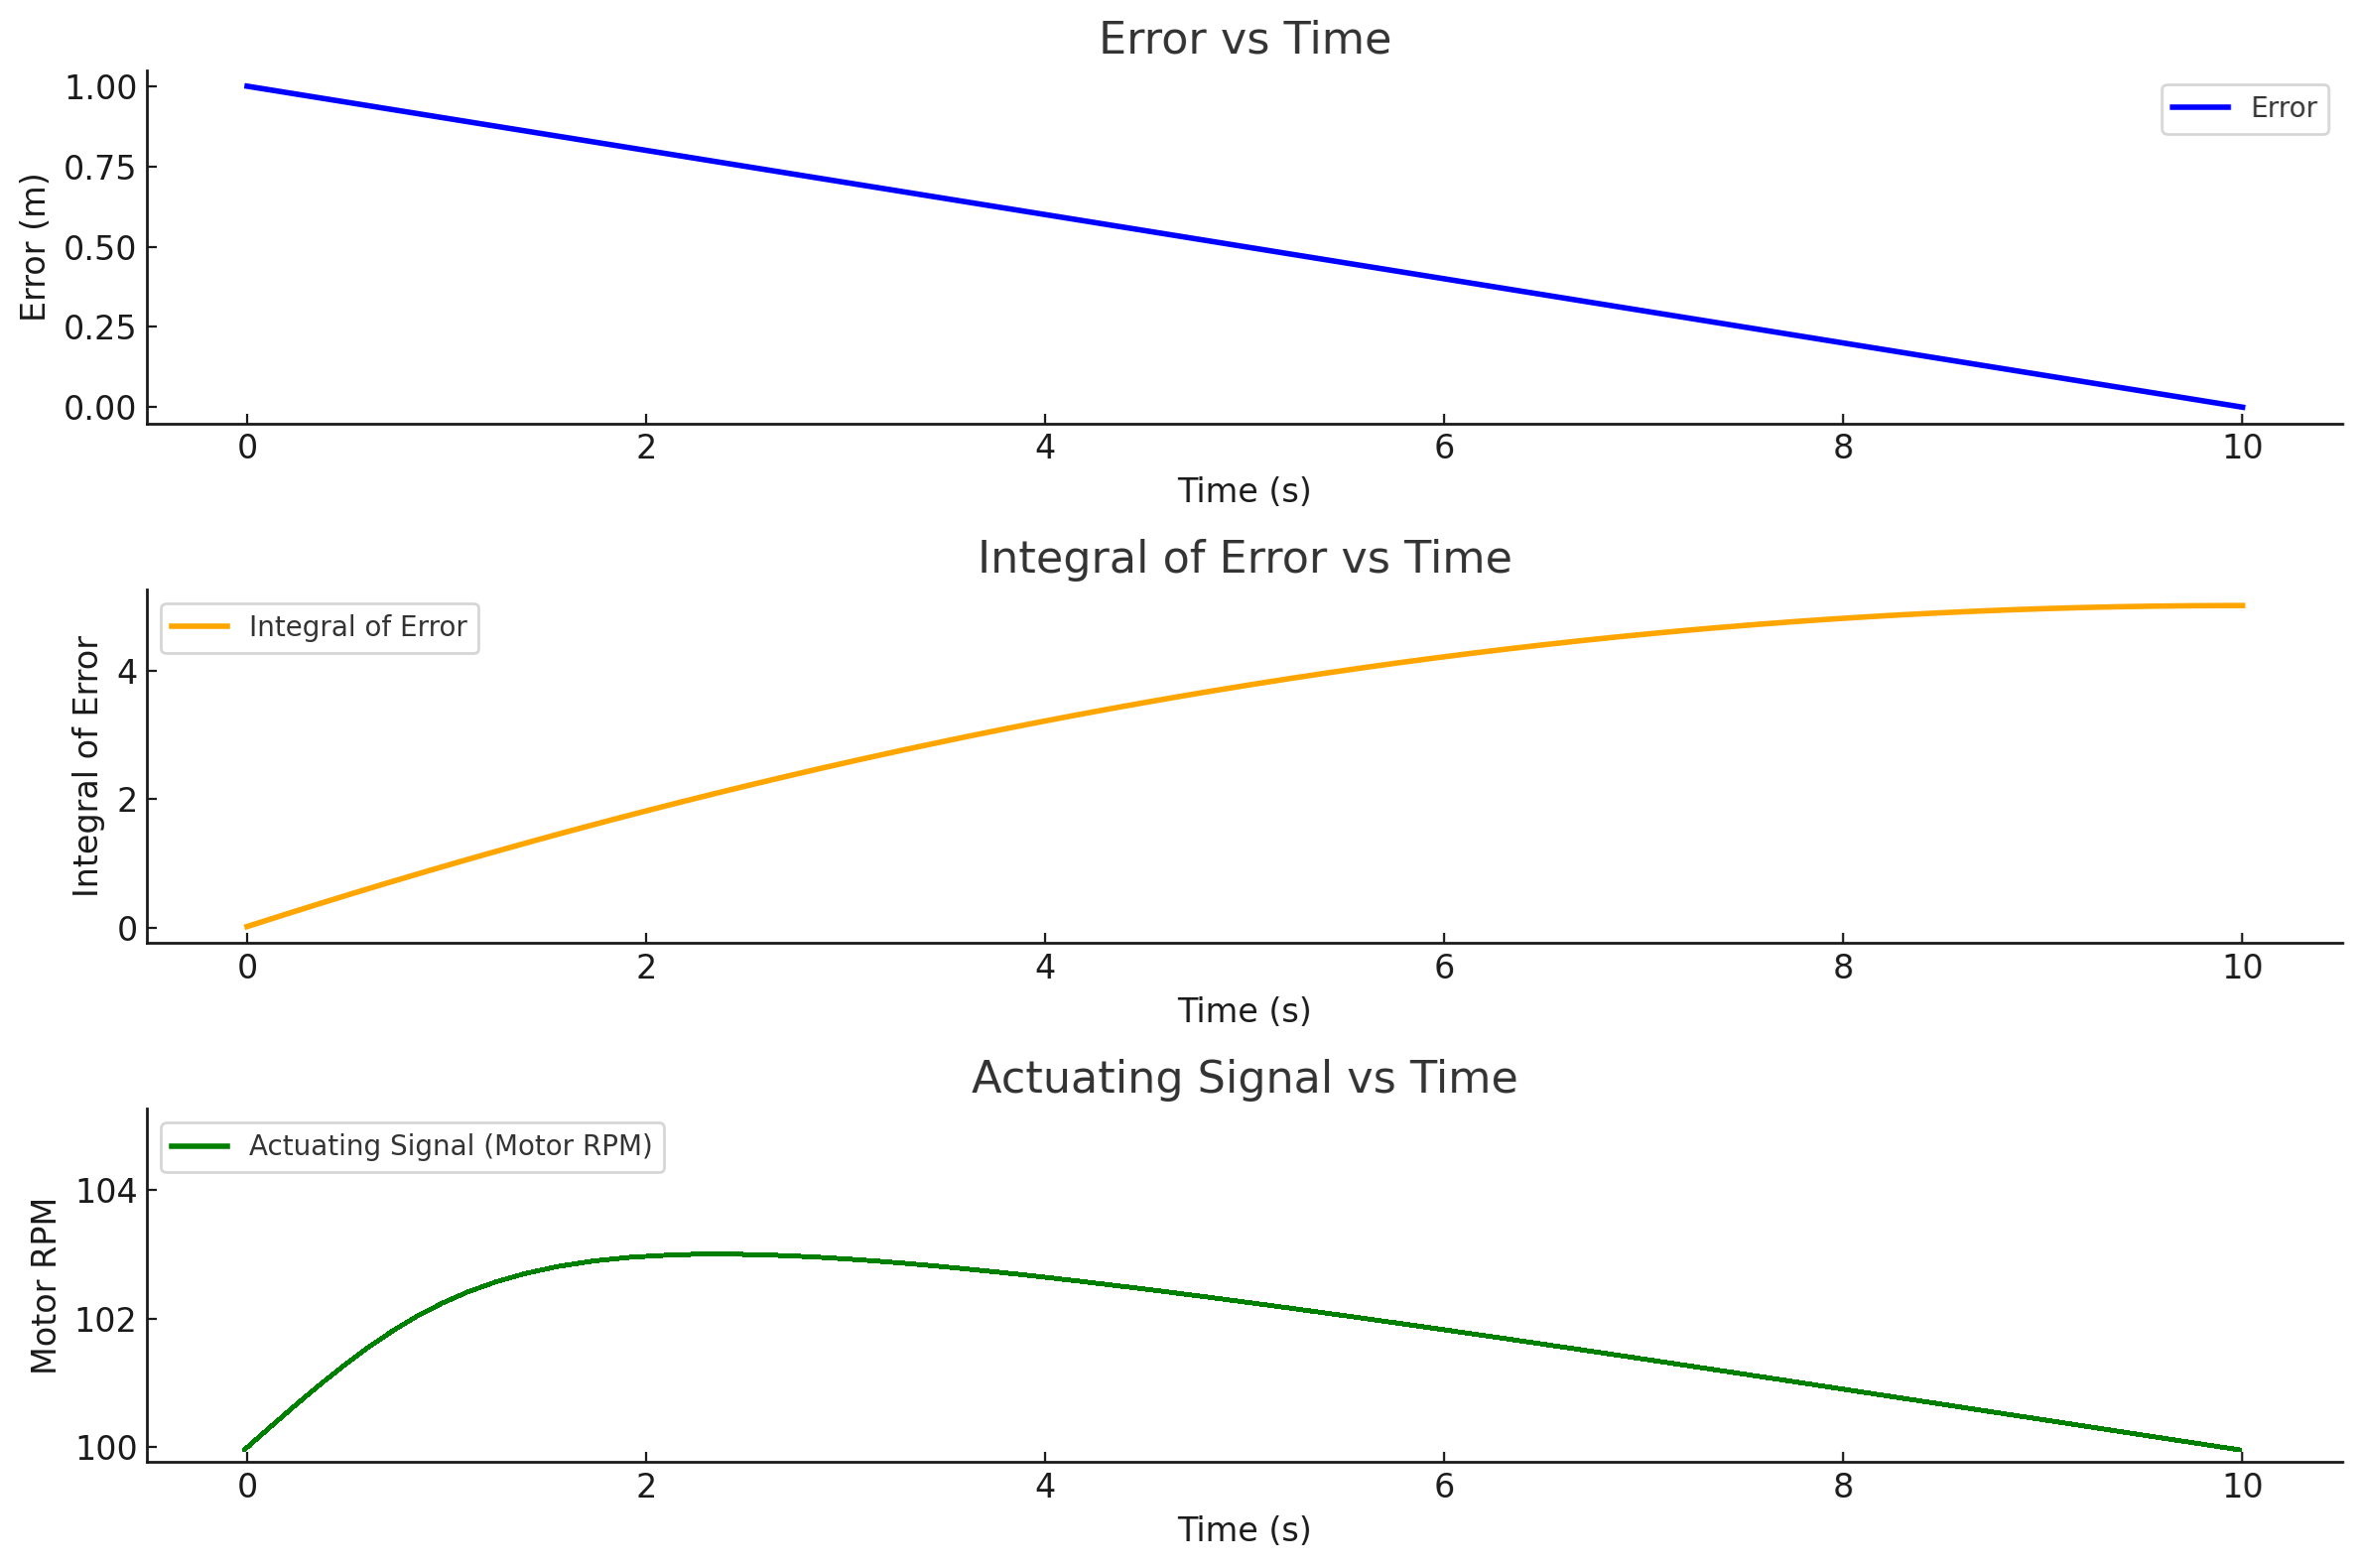 Error vs Time
1.00
0.75
0.50
0.25
0.00
Error (m)
Error
0 2 4 6 8 10
Time (s)
Integral of Error vs Time
4
2
0
Integral of Error
Integral of Error
0 2 4 6 8 10
Time (s)
Actuating Signal vs Time
104
102
100
Motor RPM
Actuating Signal (Motor RPM)
0 2 4 6 8 10
Time (s)